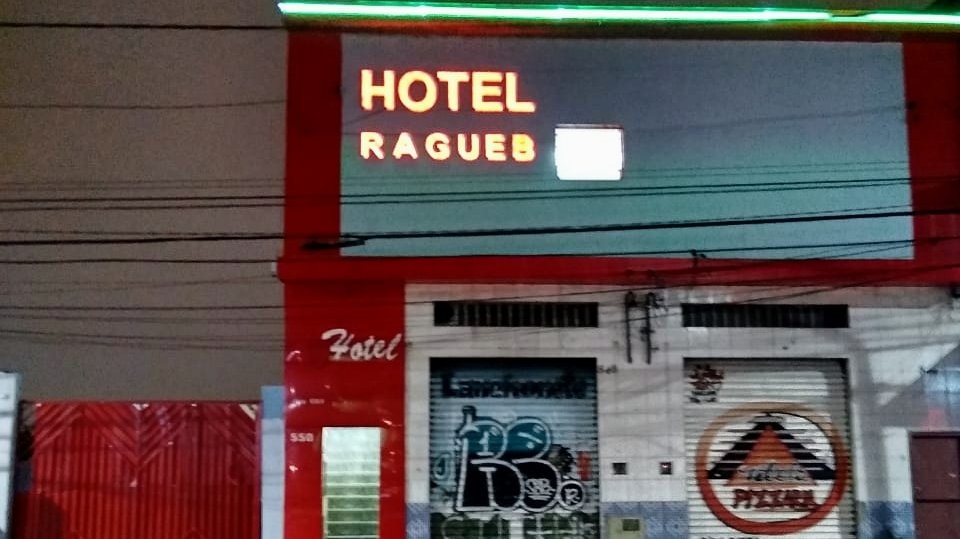 HOTEL
RAGUEB
Hotel
550
Lanchonete
PIZZARIA